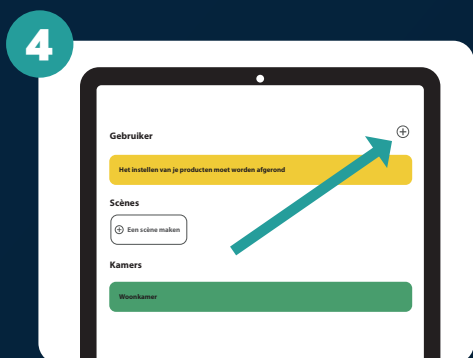 4
Gebruiker
Het instellen van je producten moet worden afgerond
Scènes
Een scène maken
Kamers
Woonkamer